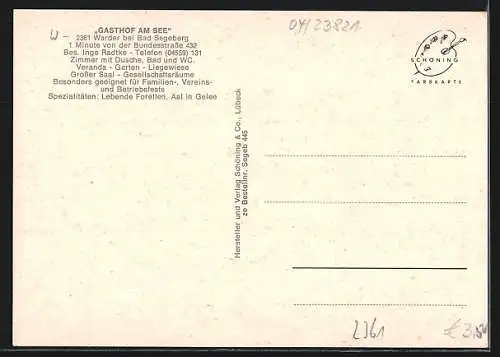 W-
„GASTHOF AM SEE"
2361 Warder bei Bad Segeberg
1 Minute von der Bundesstraße 432
Bes. Inge Radtke - Telefon (04559) 131
Zimmer mit Dusche, Bad und WC.
Veranda - Garten - Liegewiese
Großer Saal - Gesellschaftsräume
Besonders geeignet für Familien-, Vereins-
und Betriebsfeste
Spezialitäten: Lebende Forellen, Aal in Gelee
04/23821
SCHÖNING
FARBKARTE
Hersteller und Verlag Schöning & Co., Lübeck
ze Bestellnr. Segeb 445
2361
€ 3,50